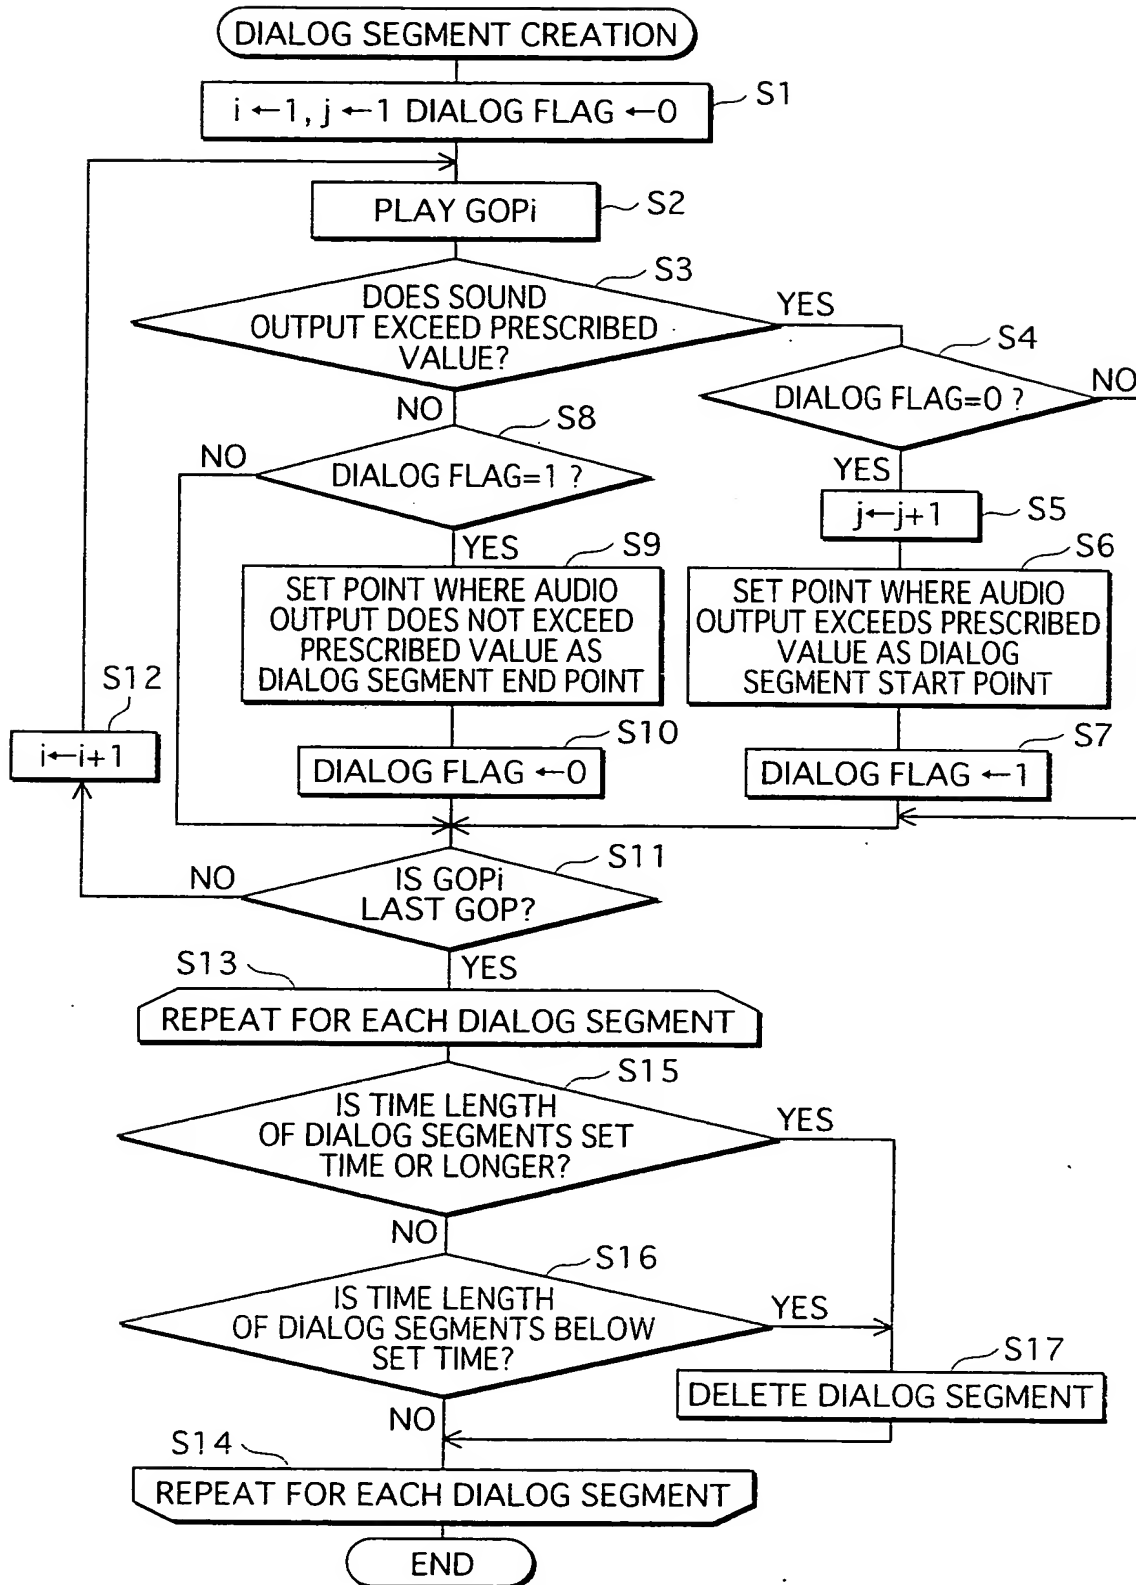 DIALOG SEGMENT CREATION
i ←1, j ←1 DIALOG FLAG ←0
S1
PLAY GOPi
S2
S3
DOES SOUND
OUTPUT EXCEED PRESCRIBED
VALUE?
YES
NO
S4
DIALOG FLAG=0 ?
NO
YES
S8
DIALOG FLAG=1 ?
NO
YES
j←j+1
S5
S9
SET POINT WHERE AUDIO
OUTPUT DOES NOT EXCEED
PRESCRIBED VALUE AS
DIALOG SEGMENT END POINT
S6
SET POINT WHERE AUDIO
OUTPUT EXCEEDS PRESCRIBED
VALUE AS DIALOG
SEGMENT START POINT
S12
i←i+1
S10
DIALOG FLAG ←0
S7
DIALOG FLAG ←1
S11
IS GOPi
LAST GOP?
NO
YES
S13
REPEAT FOR EACH DIALOG SEGMENT
S15
IS TIME LENGTH
OF DIALOG SEGMENTS SET
TIME OR LONGER?
YES
NO
S16
IS TIME LENGTH
OF DIALOG SEGMENTS BELOW
SET TIME?
YES
NO
S17
DELETE DIALOG SEGMENT
S14
REPEAT FOR EACH DIALOG SEGMENT
END